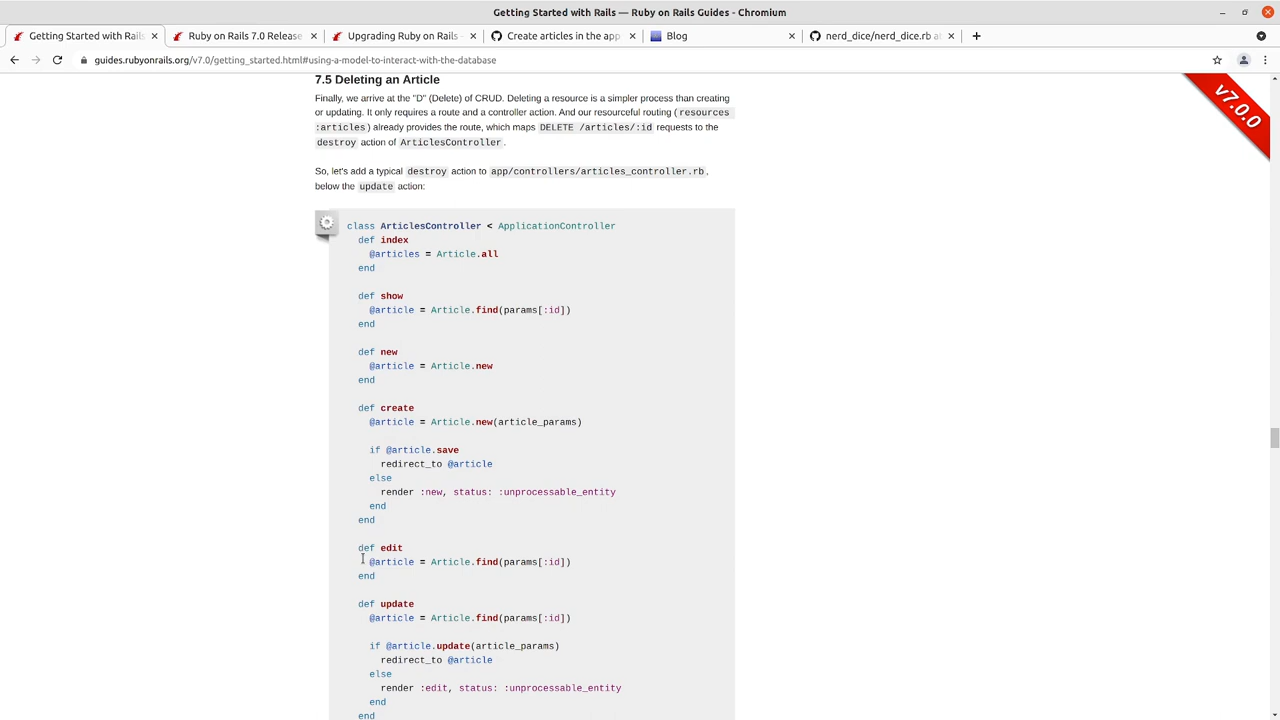 Getting Started with Rails — Ruby on Rails Guides - Chromium
Getting Started with Rails
Ruby on Rails 7.0 Release
Upgrading Ruby on Rails -
Create articles in the app
Blog
nerd_dice/nerd_dice.rb at
guides.rubyonrails.org/v7.0/getting_started.html#using-a-model-to-interact-with-the-database
v7.0.0
7.5 Deleting an Article
Finally, we arrive at the "D" (Delete) of CRUD. Deleting a resource is a simpler process than creating
or updating. It only requires a route and a controller action. And our resourceful routing ( resources
:articles ) already provides the route, which maps DELETE /articles/:id requests to the
destroy action of ArticlesController .
So, let's add a typical destroy action to app/controllers/articles_controller.rb ,
below the update action:
class ArticlesController < ApplicationController
def index
@articles = Article.all
end
def show
@article = Article.find(params[:id])
end
def new
@article = Article.new
end
def create
@article = Article.new(article_params)
if @article.save
redirect_to @article
else
render :new, status: :unprocessable_entity
end
end
def edit
@article = Article.find(params[:id])
end
def update
@article = Article.find(params[:id])
if @article.update(article_params)
redirect_to @article
else
render :edit, status: :unprocessable_entity
end
end